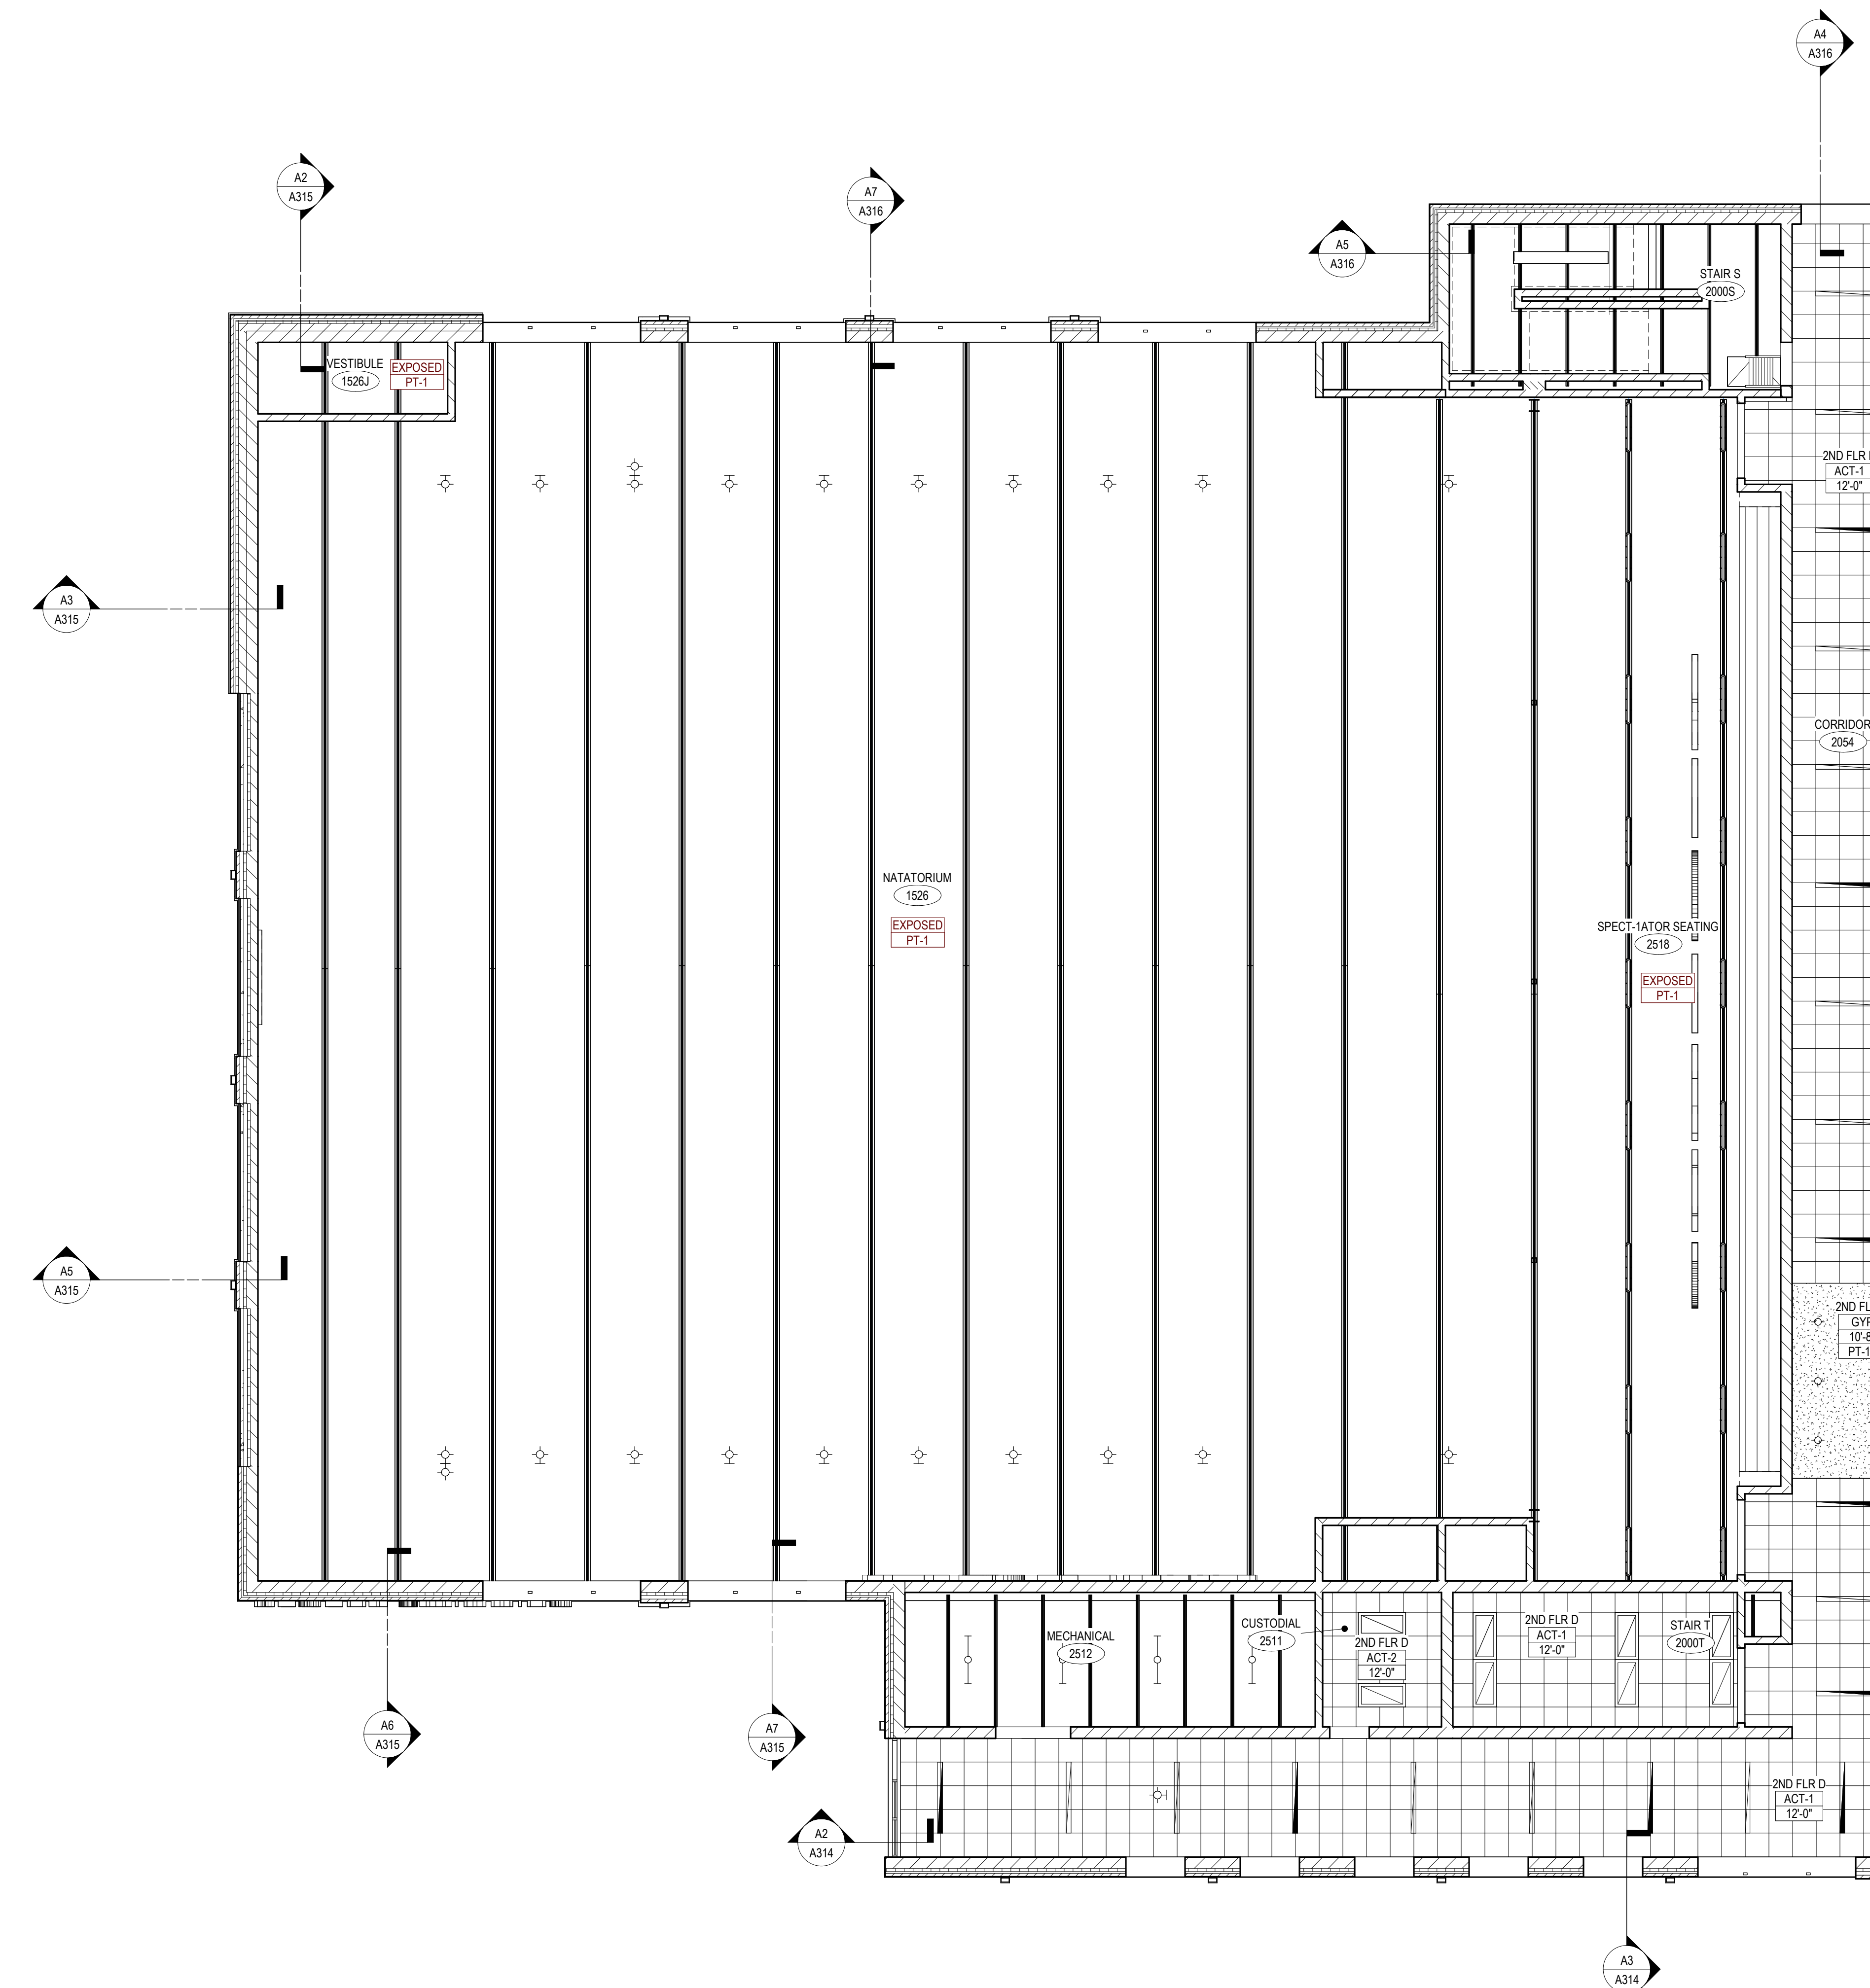 A4
A316
A2
A315
A7
A316
A5
A316
STAIR S
2000S
VESTIBULE
1526J
EXPOSED
PT-1
2ND FLR
ACT-1
12'-0"
A3
A315
CORRIDOR
2054
NATATORIUM
1526
EXPOSED
PT-1
SPECT-1ATOR SEATING
2518
EXPOSED
PT-1
A5
A315
2ND FL
GYP
10'-8
PT-1
MECHANICAL
2512
CUSTODIAL
2511
2ND FLR D
ACT-2
12'-0"
2ND FLR D
ACT-1
12'-0"
STAIR T
2000T
A6
A315
A7
A315
2ND FLR D
ACT-1
12'-0"
A2
A314
A3
A314